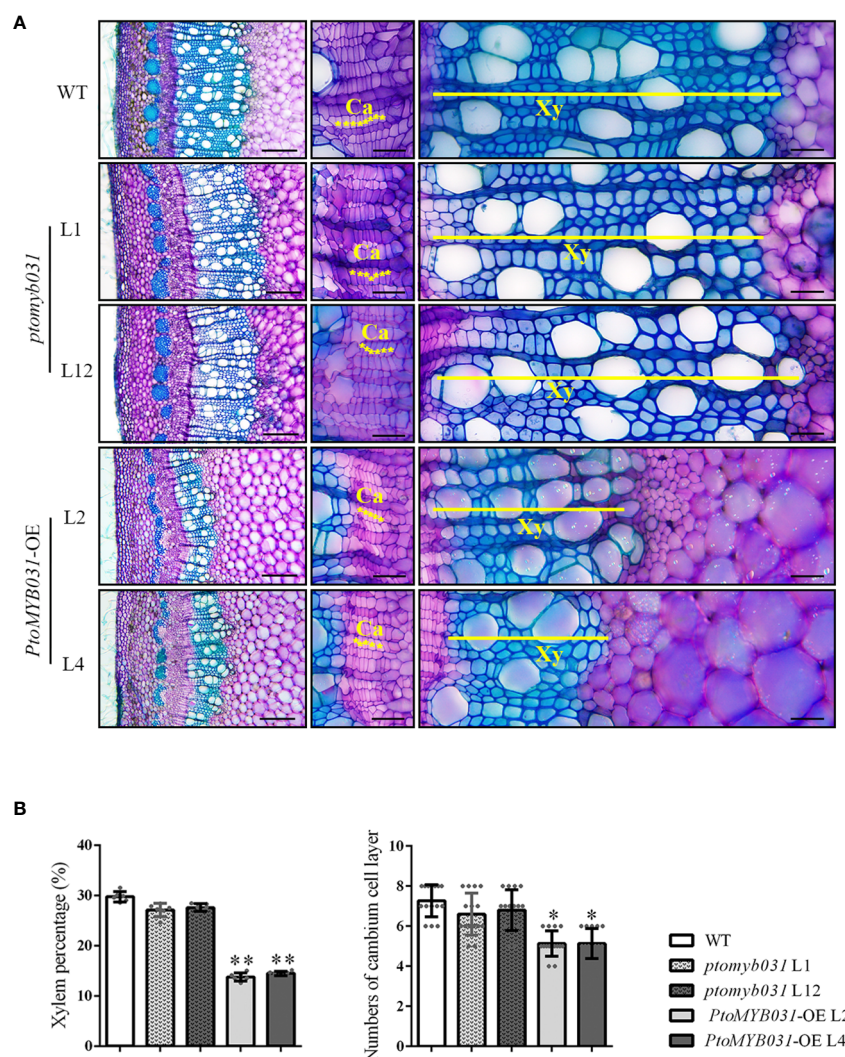 A
WT
Ca
Xy
ptomyb031
L1
Ca
Xy
L12
Ca
Xy
PtoMYB031-OE
L2
Ca
Xy
L4
Ca
Xy
B
Xylem percentage (%)
40
30
20
10
0
** **
Numbers of cambium cell layer
10
8
6
4
2
0
* *
WT
ptomyb031 L1
ptomyb031 L12
PtoMYB031-OE L2
PtoMYB031-OE L4